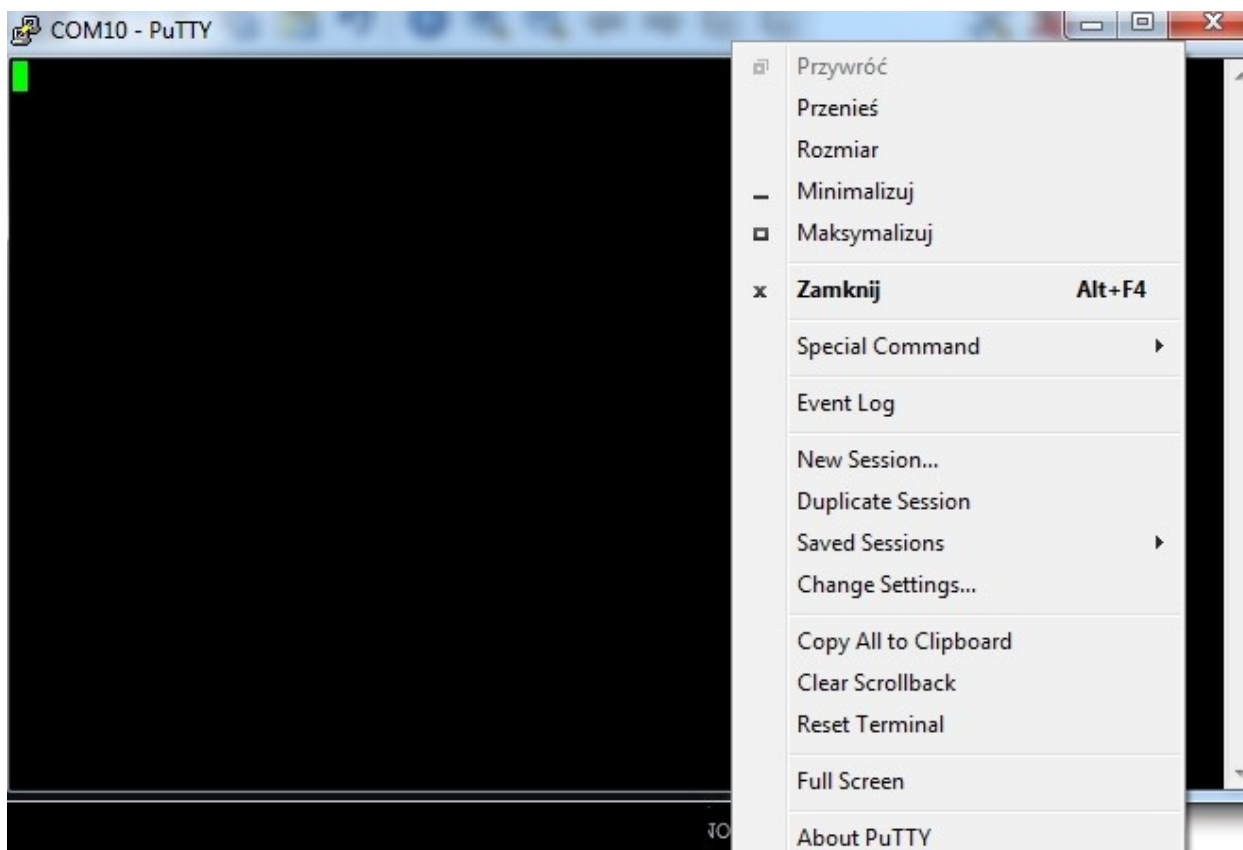 COM10 - PuTTY
Przywróć
Przenieś
Rozmiar
Minimalizuj
Maksymalizuj
Zamknij Alt+F4
Special Command
Event Log
New Session...
Duplicate Session
Saved Sessions
Change Settings...
Copy All to Clipboard
Clear Scrollback
Reset Terminal
Full Screen
About PuTTY